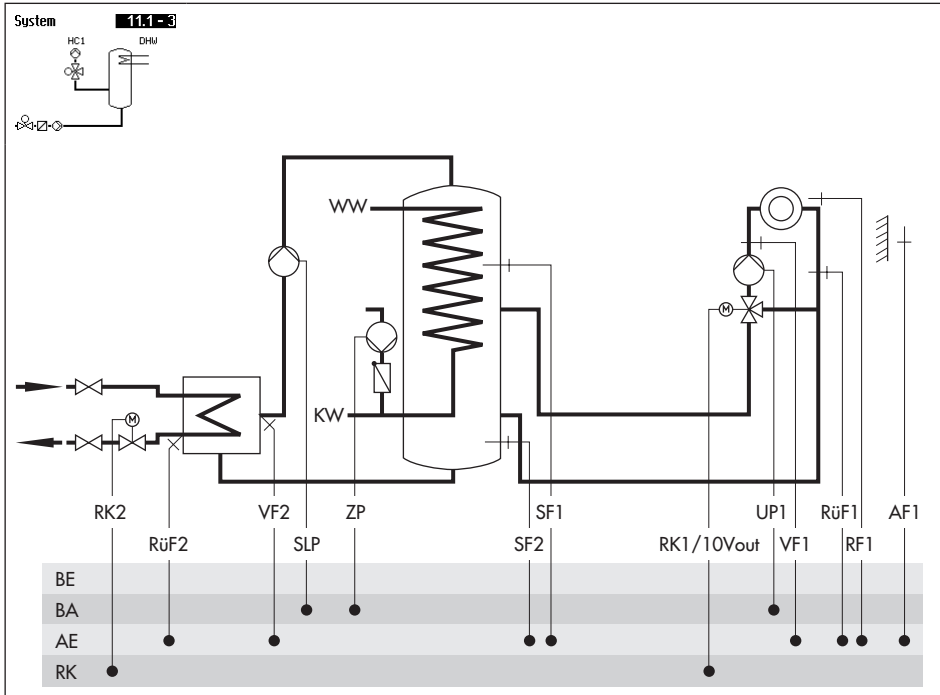 System 11.1 - 3
HC1 DHW
WW
M
KW
M
RK2 VF2 ZP SF1 UP1 RüF1 AF1
RüF2 SLP SF2 RK1/10Vout VF1 RF1
BE
BA
AE
RK